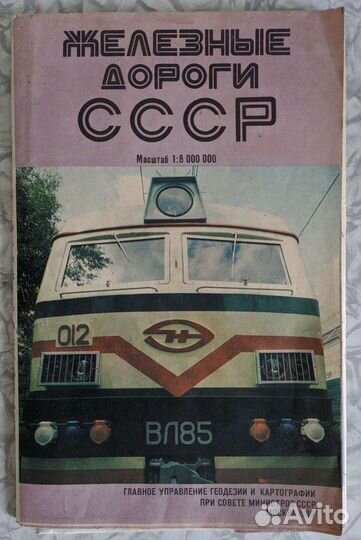 ЖЕЛЕЗНЫЕ
ДОРОГИ
СССР
Масштаб 1:8 000 000
012
ВЛ85
ГЛАВНОЕ УПРАВЛЕНИЕ ГЕОДЕЗИИ И КАРТОГРАФИИ
ПРИ СОВЕТЕ МИНИСТРОВ СССР
Avito